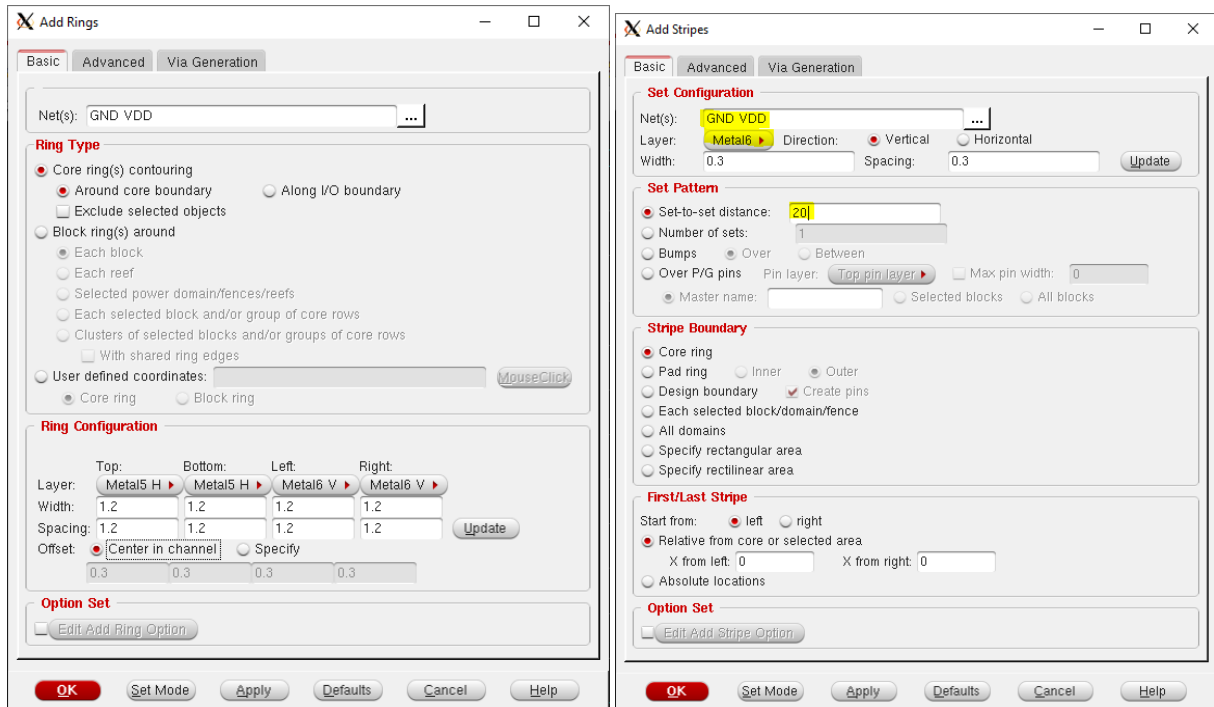 Add Rings
Basic Advanced Via Generation
Net(s): GND VDD ...
Ring Type
Core ring(s) contouring
Around core boundary Along I/O boundary
Exclude selected objects
Block ring(s) around
Each block
Each reef
Selected power domain/fences/reefs
Each selected block and/or group of core rows
Clusters of selected blocks and/or groups of core rows
With shared ring edges
User defined coordinates: MouseClick
Core ring Block ring
Ring Configuration
Top: Bottom: Left: Right:
Layer: Metal5 H Metal5 H Metal6 V Metal6 V
Width: 1.2 1.2 1.2 1.2
Spacing: 1.2 1.2 1.2 1.2 Update
Offset: Center in channel Specify
0.3 0.3 0.3 0.3
Option Set
Edit Add Ring Option
OK Set Mode Apply Defaults Cancel Help
Add Stripes
Basic Advanced Via Generation
Set Configuration
Net(s): GND VDD ...
Layer: Metal6 Direction: Vertical Horizontal
Width: 0.3 Spacing: 0.3 Update
Set Pattern
Set-to-set distance: 20
Number of sets: 1
Bumps Over Between
Over P/G pins Pin layer: Top pin layer Max pin width: 0
Master name: Selected blocks All blocks
Stripe Boundary
Core ring
Pad ring Inner Outer
Design boundary Create pins
Each selected block/domain/fence
All domains
Specify rectangular area
Specify rectilinear area
First/Last Stripe
Start from: left right
Relative from core or selected area
X from left: 0 X from right: 0
Absolute locations
Option Set
Edit Add Stripe Option
OK Set Mode Apply Defaults Cancel Help